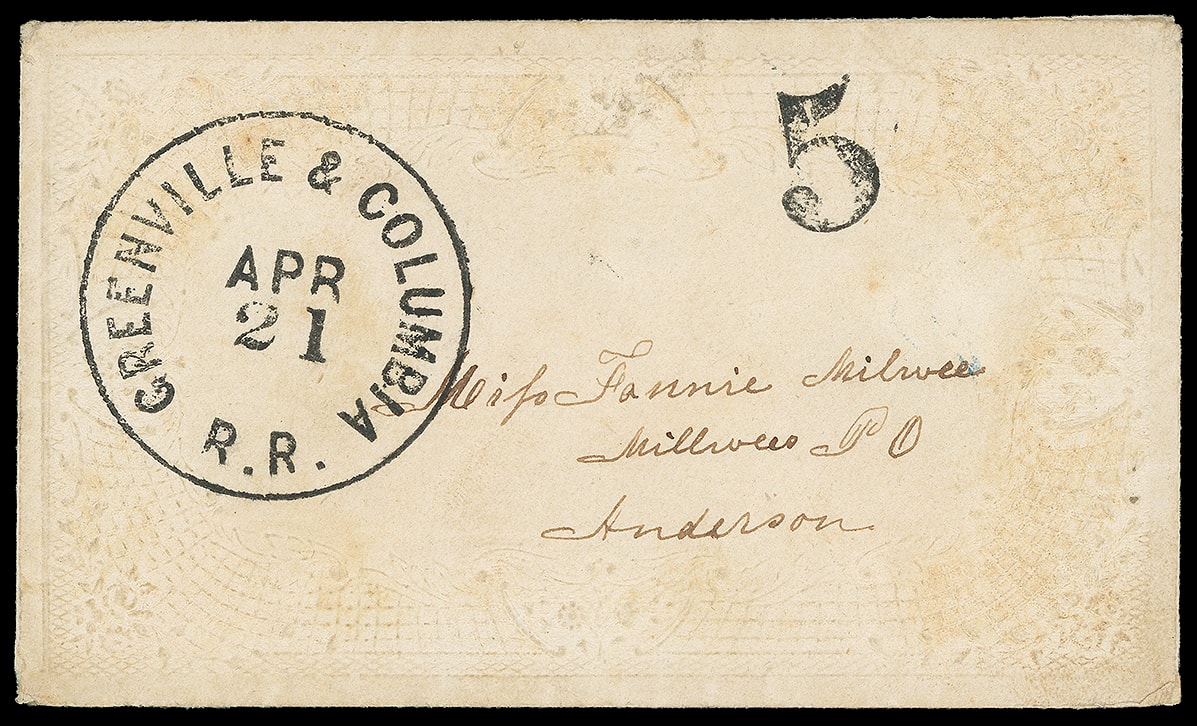 GREENVILLE & COLUMBIA
R.R.
APR
21
5
Miſs Fannie Milwee
Millwees P O
Anderson